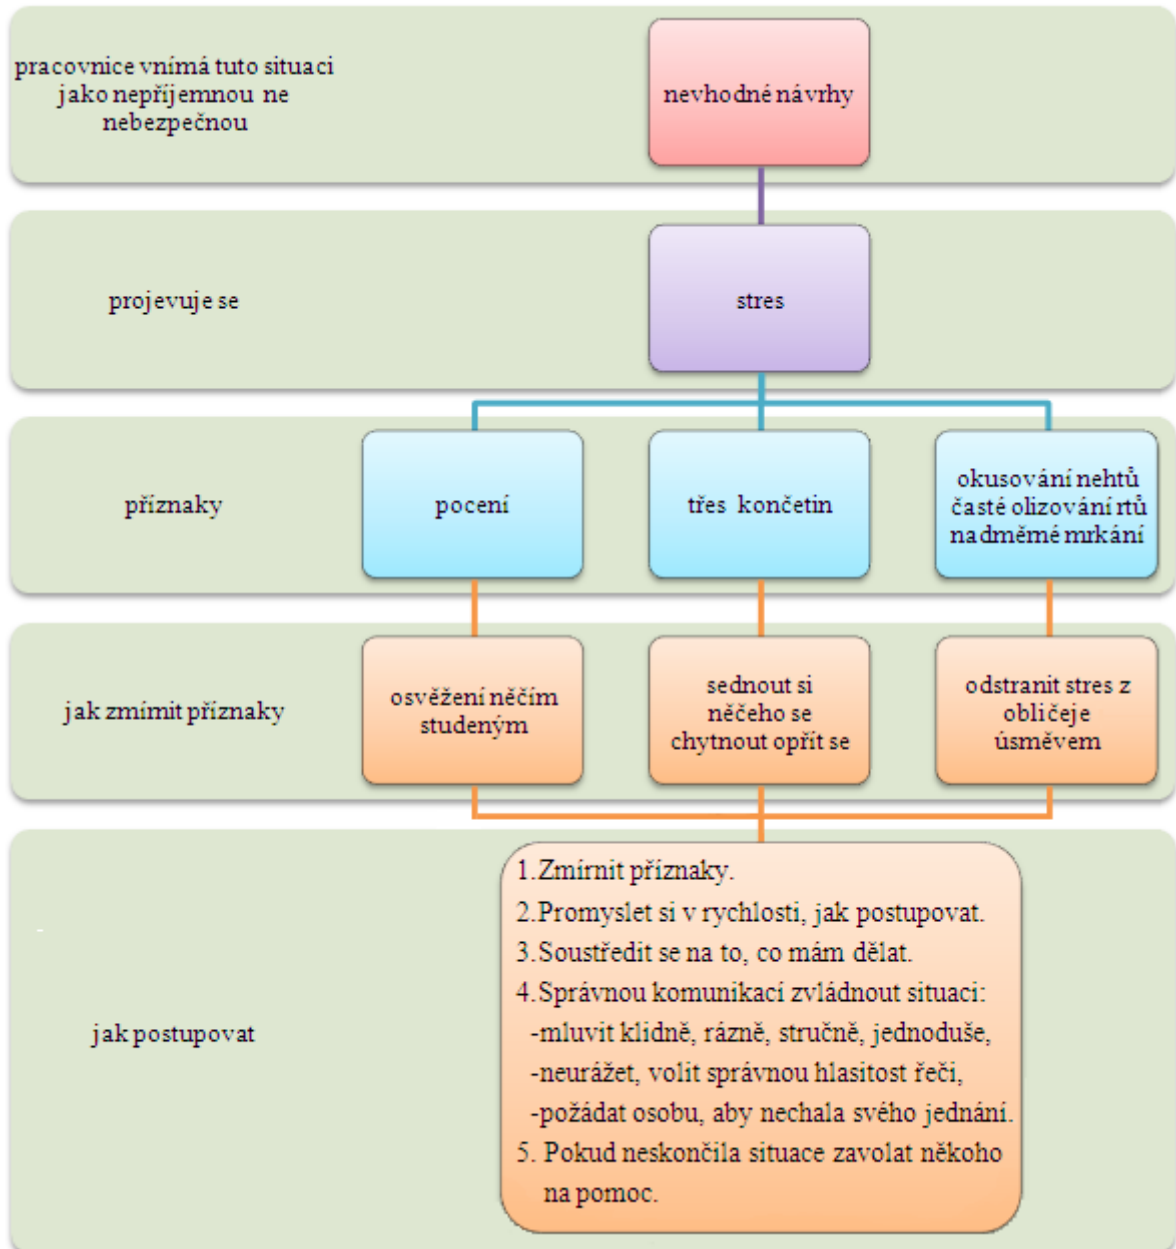 pracovnice vnímá tuto situaci
jako nepříjemnou ne
nebezpečnou
nevhodné návrhy
projevuje se
stres
příznaky
pocení
třes končetin
okusování nehtů
časté olizování rtů
nadměrné mrkání
jak zmírnit příznaky
osvěžení něčím
studeným
sednout si
něčeho se
chytnout opřít se
odstranit stres z
obličeje
úsměvem
jak postupovat
1.Zmírnit příznaky.
2.Promyslet si v rychlosti, jak postupovat.
3.Soustředit se na to, co mám dělat.
4.Správnou komunikací zvládnout situaci:
-mluvit klidně, rázně, stručně, jednoduše,
-neurážet, volit správnou hlasitost řeči,
-požádat osobu, aby nechala svého jednání.
5. Pokud neskončila situace zavolat někoho
na pomoc.